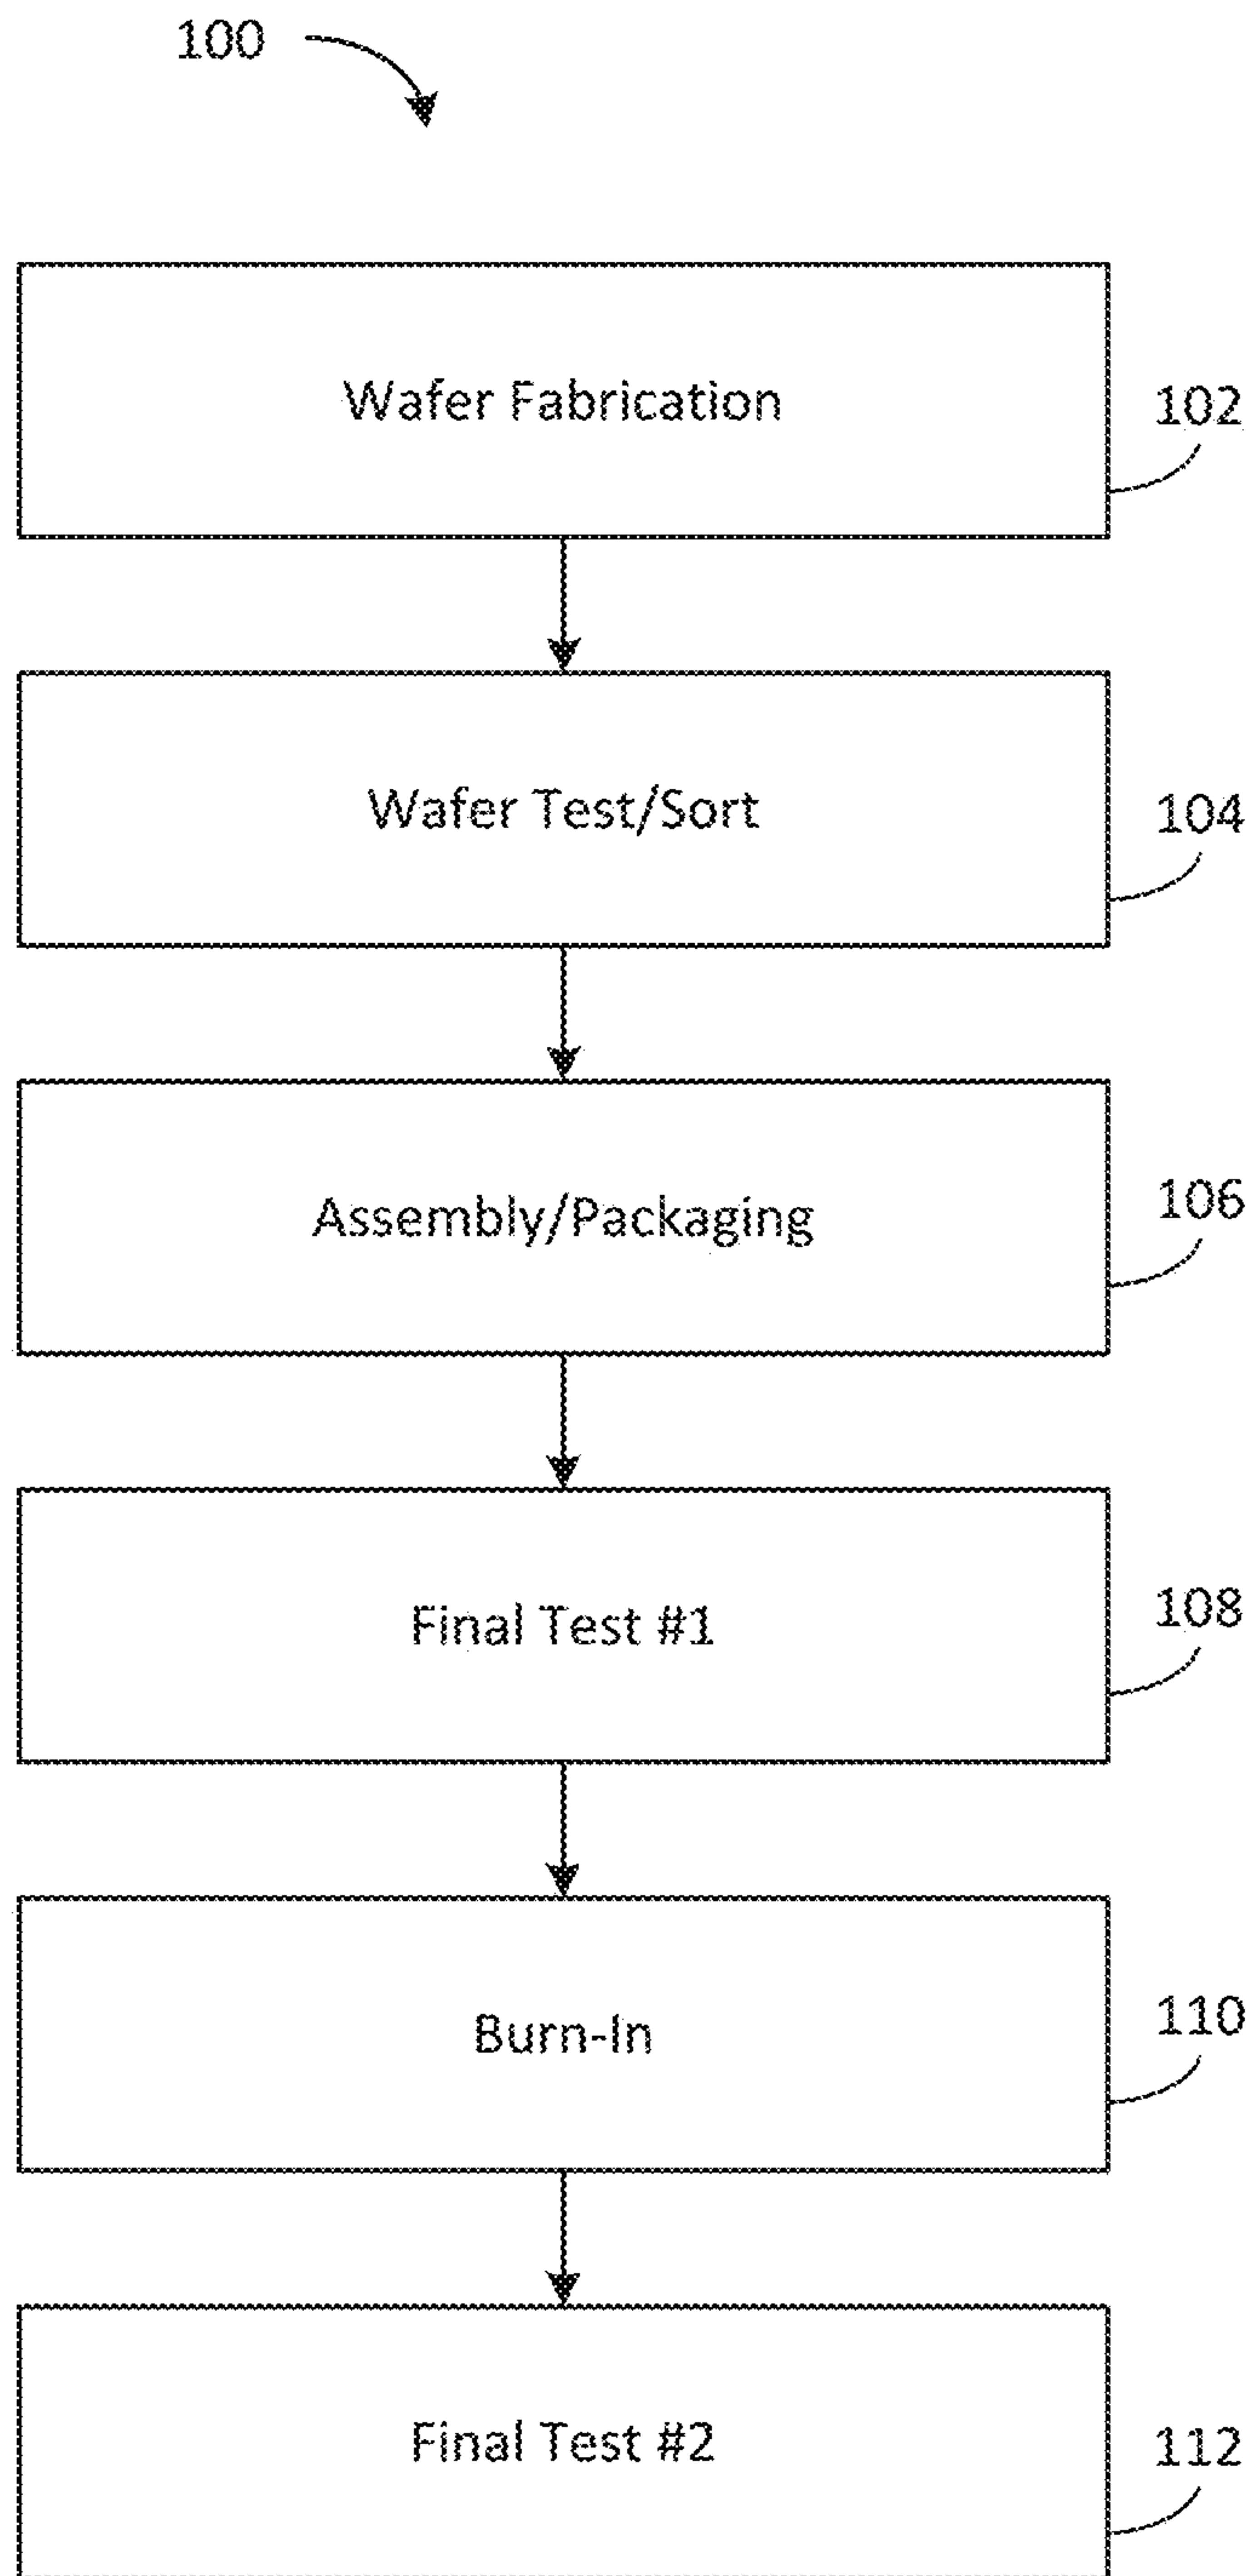 100
Wafer Fabrication
102
Wafer Test/Sort
104
Assembly/Packaging
106
Final Test #1
108
Burn-In
110
Final Test #2
112